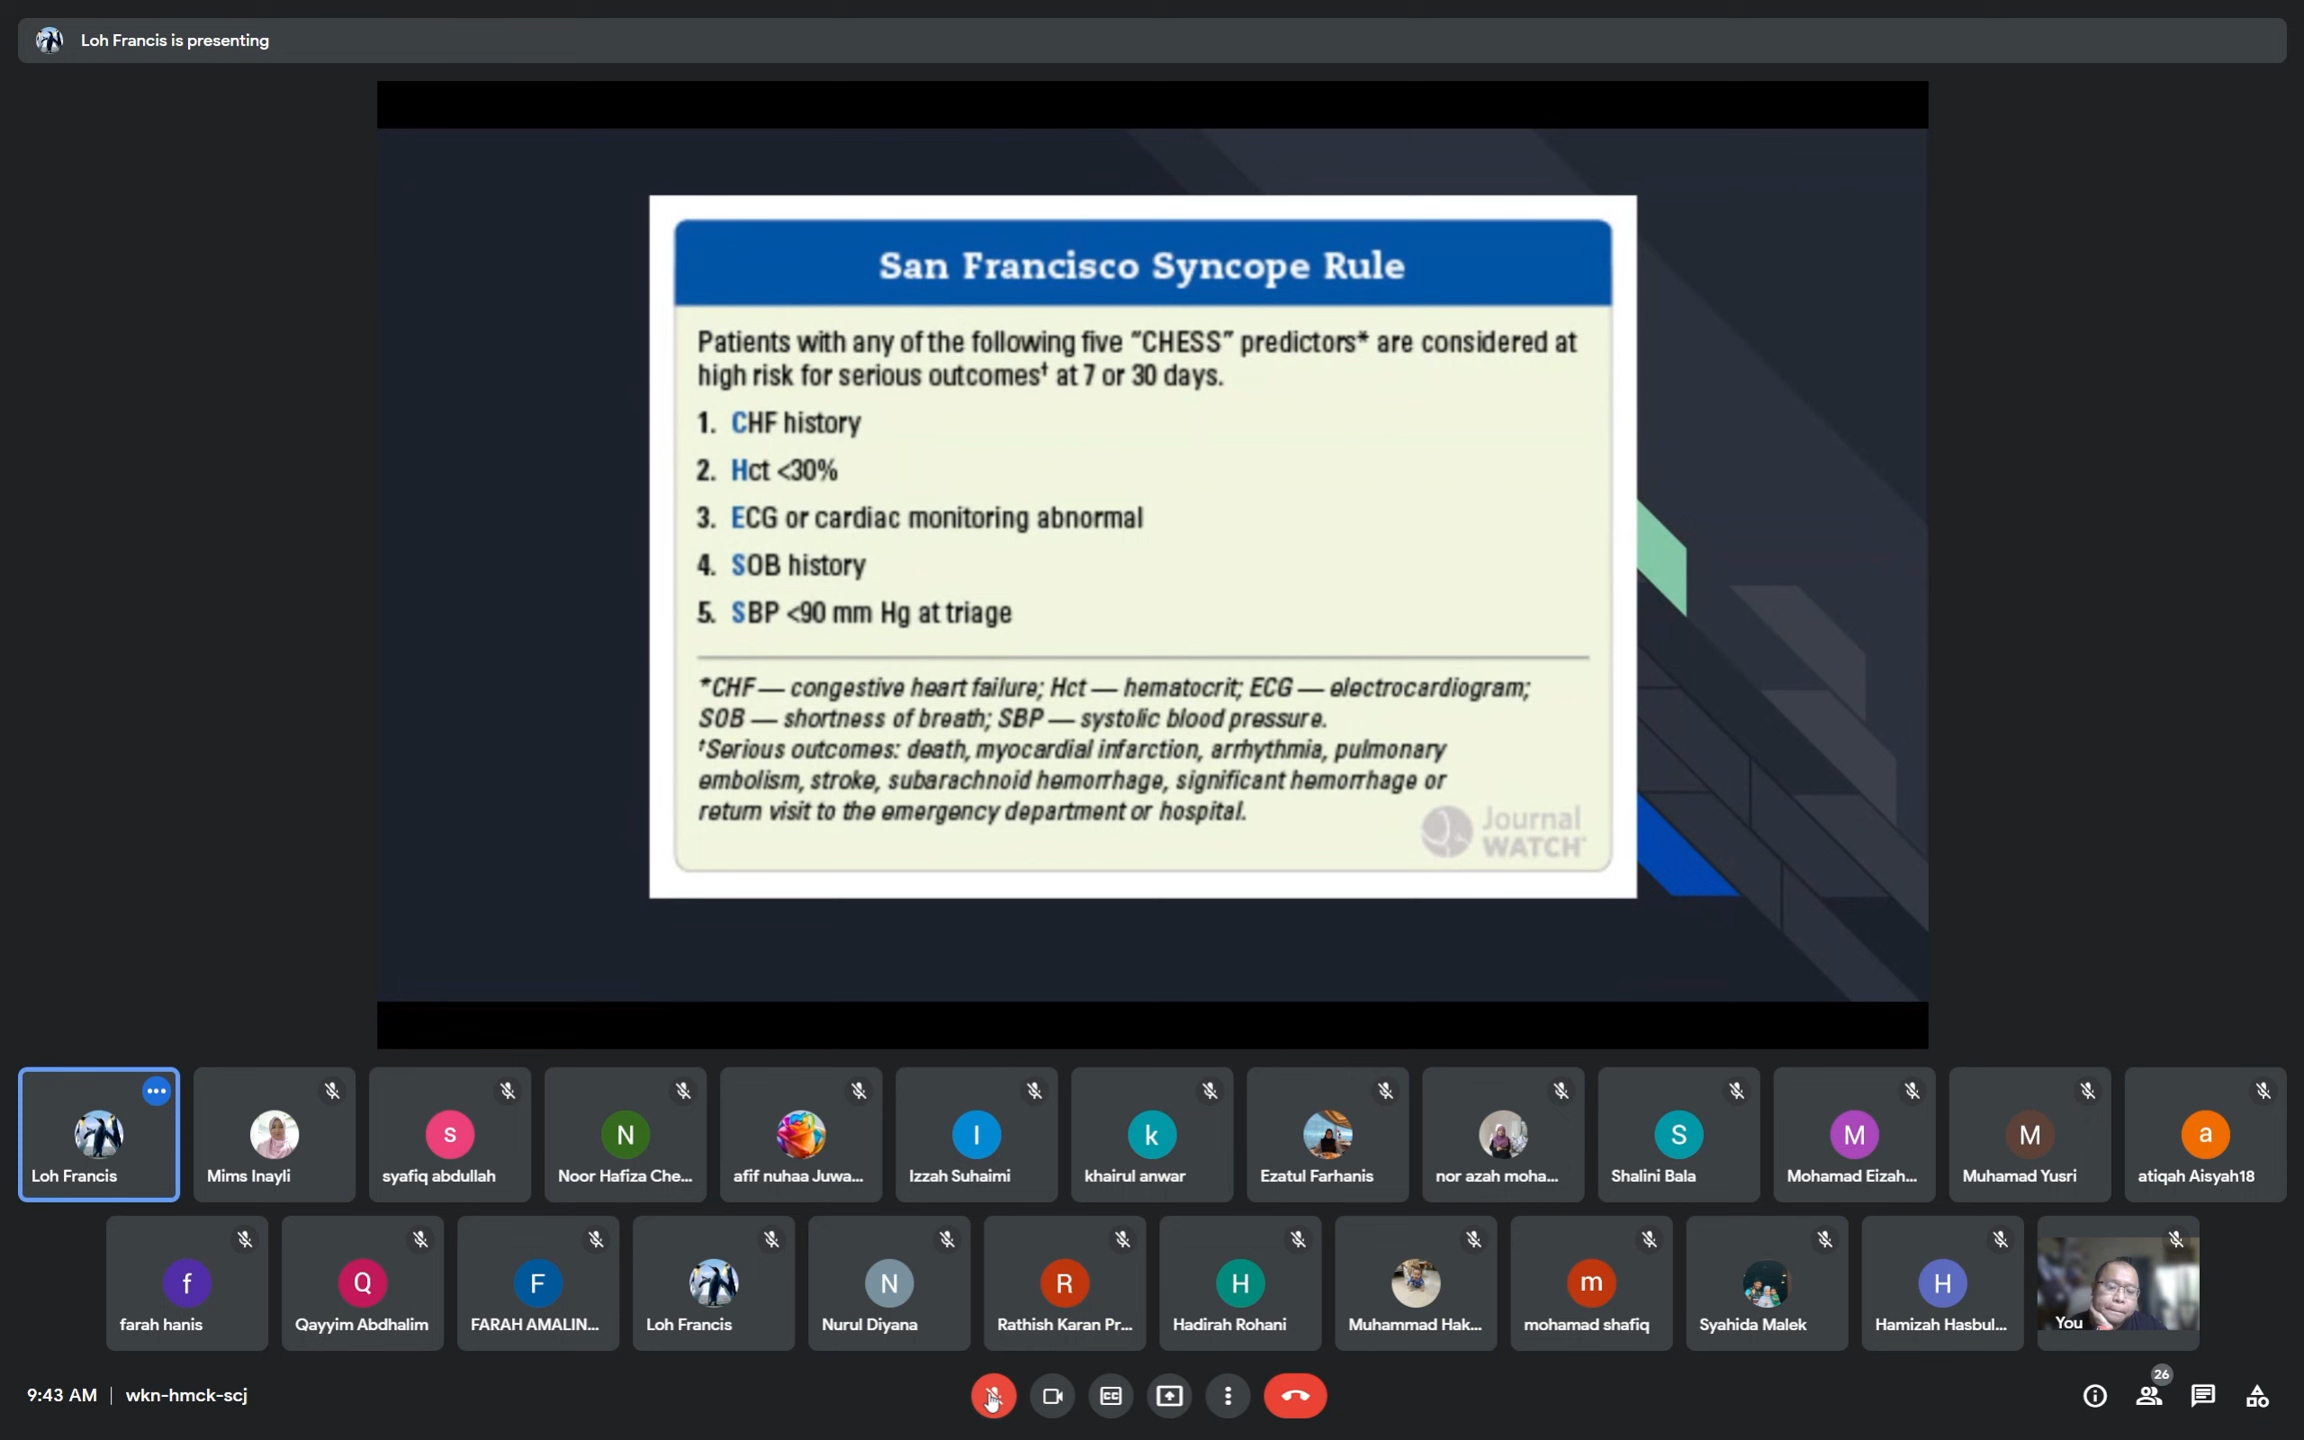 Loh Francis is presenting
San Francisco Syncope Rule
Patients with any of the following five “CHESS” predictors* are considered at
high risk for serious outcomes† at 7 or 30 days.
1. CHF history
2. Hct <30%
3. ECG or cardiac monitoring abnormal
4. SOB history
5. SBP <90 mm Hg at triage
*CHF — congestive heart failure; Hct — hematocrit; ECG — electrocardiogram;
SOB — shortness of breath; SBP — systolic blood pressure.
†Serious outcomes: death, myocardial infarction, arrhythmia, pulmonary
embolism, stroke, subarachnoid hemorrhage, significant hemorrhage or
return visit to the emergency department or hospital.
Journal
WATCH
s N I k S M M a
Loh Francis Mims Inayli syafiq abdullah Noor Hafiza Che... afif nuhaa Juwa... Izzah Suhaimi khairul anwar Ezatul Farhanis nor azah moha... Shalini Bala Mohamad Eizah... Muhamad Yusri atiqah Aisyah18
f Q F N R H m H
farah hanis Qayyim Abdhalim FARAH AMALIN... Loh Francis Nurul Diyana Rathish Karan Pr... Hadirah Rohani Muhammad Hak... mohamad shafiq Syahida Malek Hamizah Hasbul... You
9:43 AM | wkn-hmck-scj CC 26